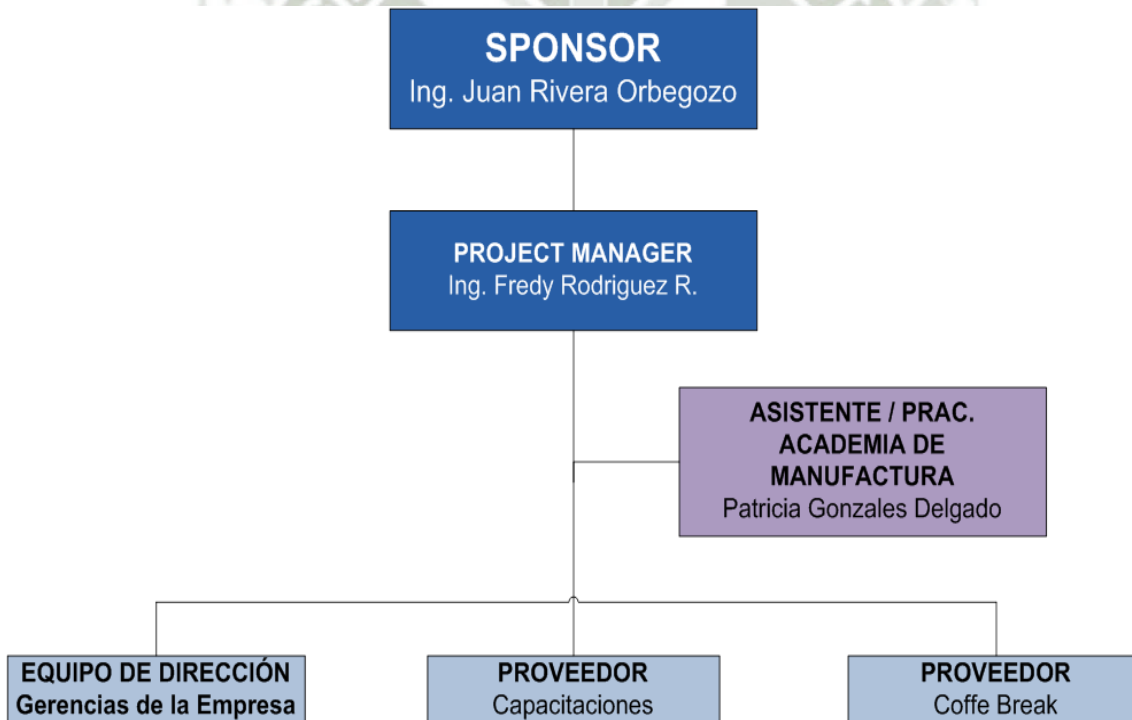 SPONSOR
Ing. Juan Rivera Orbegozo
PROJECT MANAGER
Ing. Fredy Rodriguez R.
ASISTENTE / PRAC.
ACADEMIA DE
MANUFACTURA
Patricia Gonzales Delgado
EQUIPO DE DIRECCIÓN
Gerencias de la Empresa
PROVEEDOR
Capacitaciones
PROVEEDOR
Coffe Break